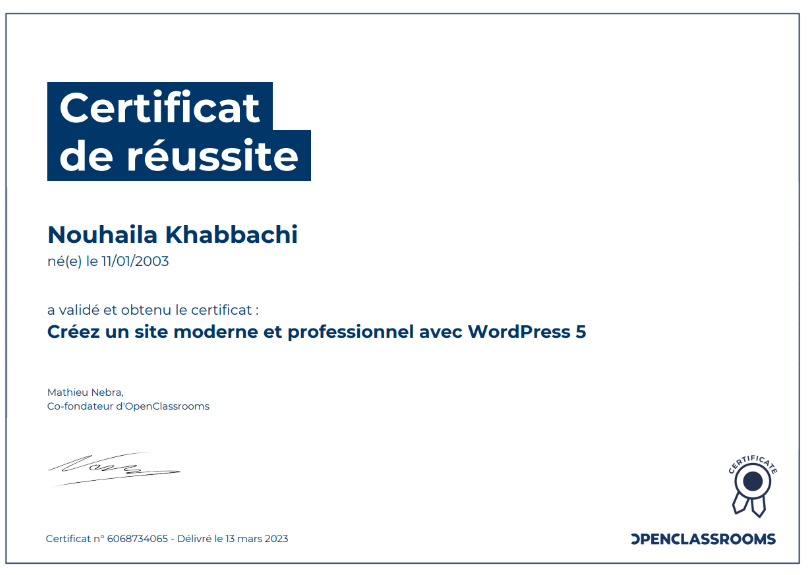 Certificat
de réussite
Nouhaila Khabbachi
né(e) le 11/01/2003
a validé et obtenu le certificat :
Créez un site moderne et professionnel avec WordPress 5
Mathieu Nebra,
Co-fondateur d'OpenClassrooms
CERTIFICATE
Certificat n° 6068734065 - Délivré le 13 mars 2023
OPENCLASSROOMS